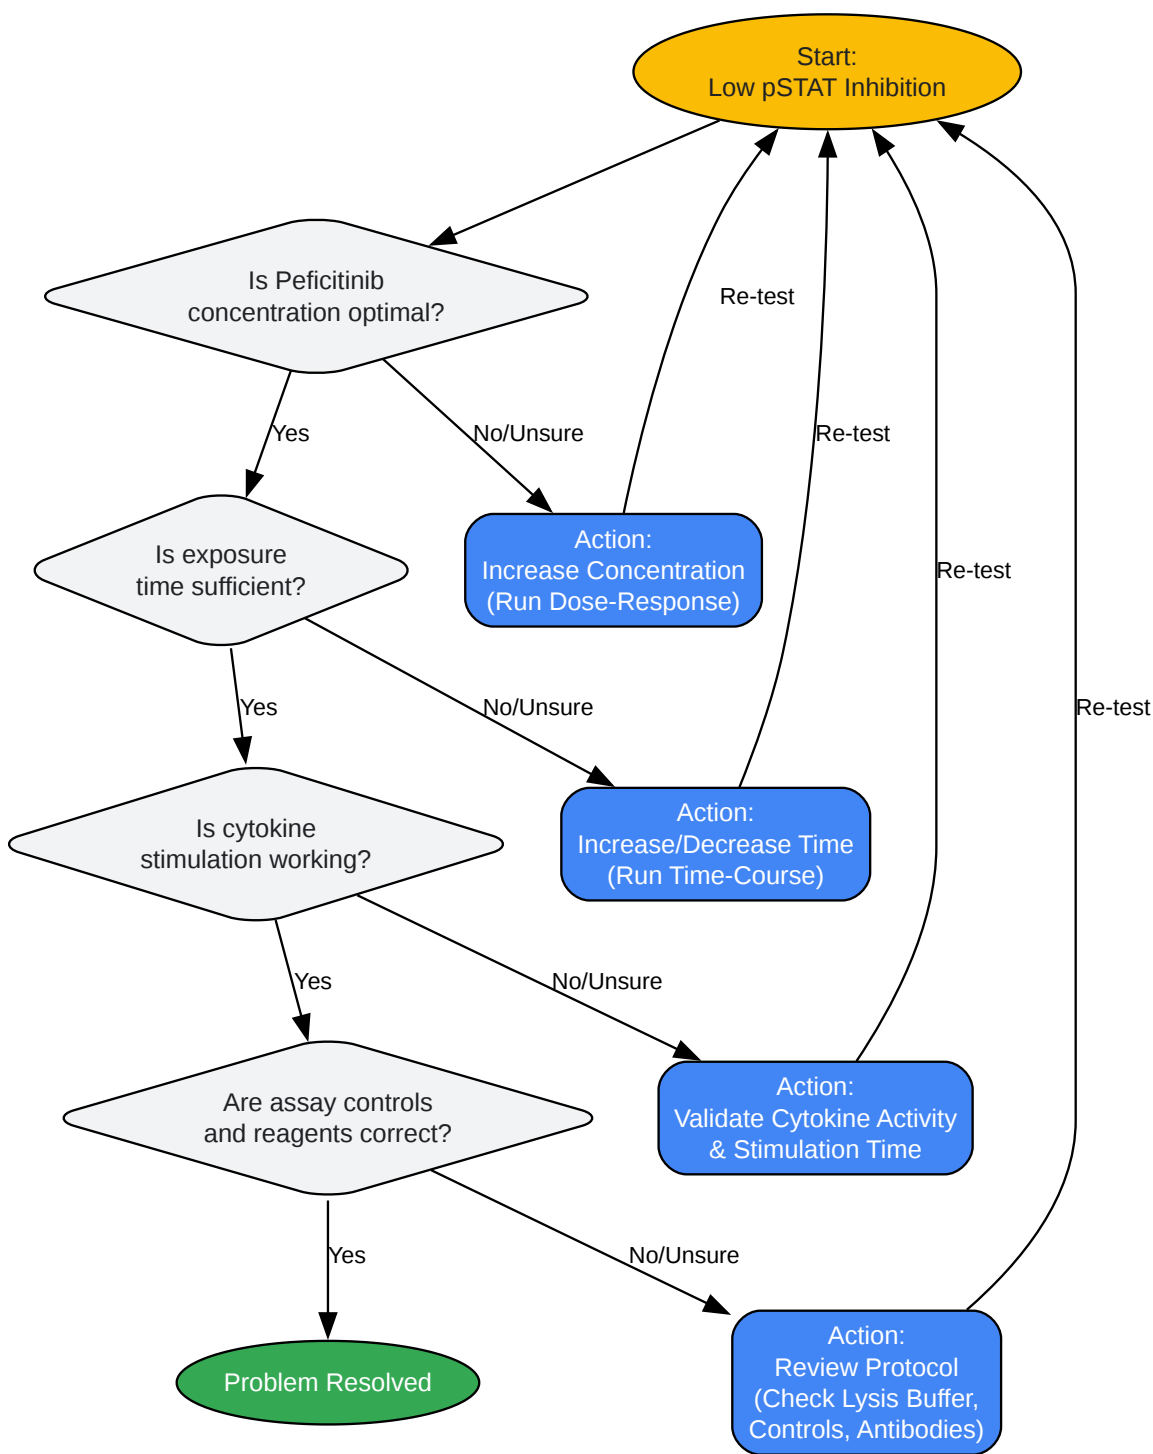 Start:
Low pSTAT Inhibition
Is Peficitinib
concentration optimal?
Re-test
Yes
No/Unsure
Re-test
Is exposure
time sufficient?
Action:
Increase Concentration
(Run Dose-Response)
Re-test
Yes
No/Unsure
Re-test
Is cytokine
stimulation working?
Action:
Increase/Decrease Time
(Run Time-Course)
Yes
No/Unsure
Are assay controls
and reagents correct?
Action:
Validate Cytokine Activity
& Stimulation Time
Yes
No/Unsure
Problem Resolved
Action:
Review Protocol
(Check Lysis Buffer,
Controls, Antibodies)